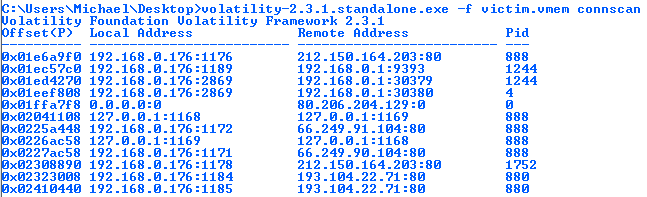 C:\Users\Michael\Desktop>volatility-2.3.1.standalone.exe -f victim.vmem connscan
Volatility Foundation Volatility Framework 2.3.1
Offset(P)  Local Address             Remote Address            Pid
---------- ------------------------- ------------------------- ---
0x01e6a9f0 192.168.0.176:1176        212.150.164.203:80        888
0x01ec57c0 192.168.0.176:1189        192.168.0.1:9393          1244
0x01ed4270 192.168.0.176:2869        192.168.0.1:30379         1244
0x01eef808 192.168.0.176:2869        192.168.0.1:30380         4
0x01ffa7f8 0.0.0.0:0                 80.206.204.129:0          0
0x02041108 127.0.0.1:1168            127.0.0.1:1169            888
0x0225a448 192.168.0.176:1172        66.249.91.104:80          888
0x0226ac58 127.0.0.1:1169            127.0.0.1:1168            888
0x0227ac58 192.168.0.176:1171        66.249.90.104:80          888
0x02308890 192.168.0.176:1178        212.150.164.203:80        1752
0x02323008 192.168.0.176:1184        193.104.22.71:80          880
0x02410440 192.168.0.176:1185        193.104.22.71:80          880